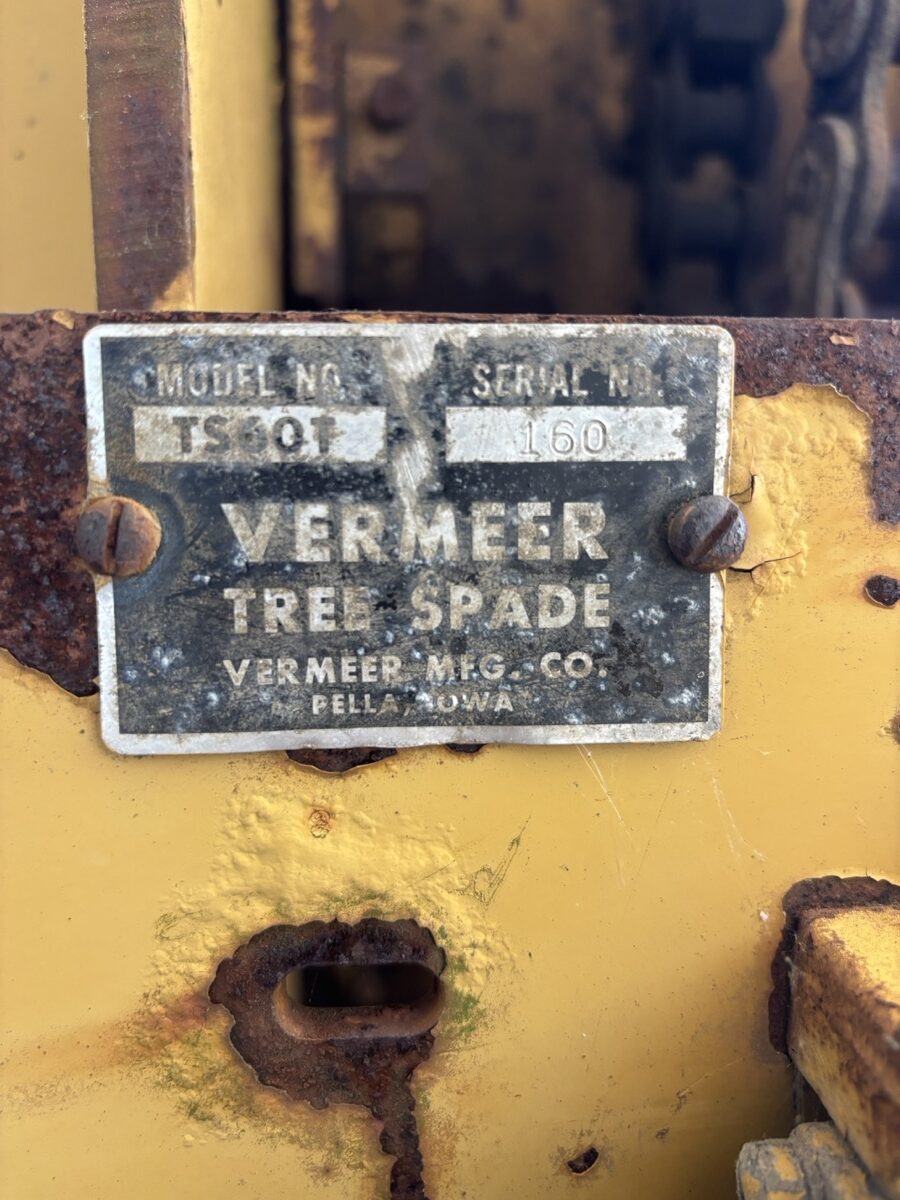 MODEL NO. SERIAL NO.
TS60T 160
VERMEER
TREE SPADE
VERMEER MFG. CO.
PELLA, IOWA